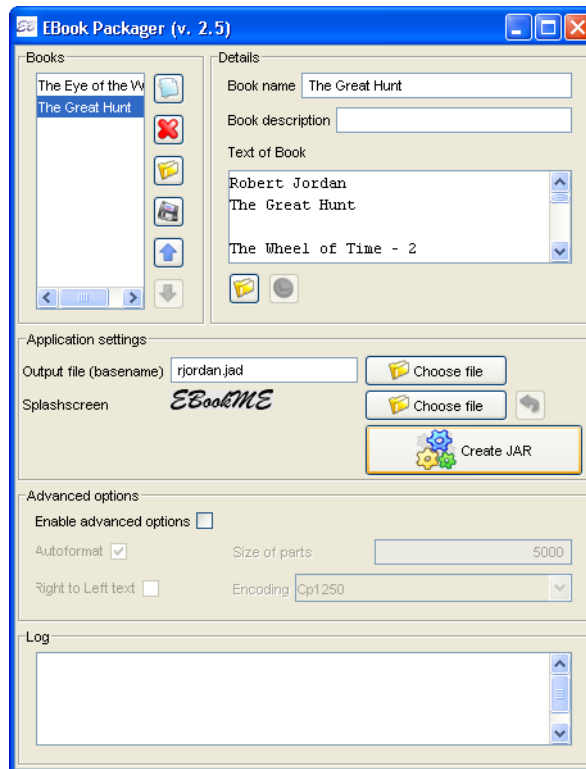 EBook Packager (v. 2.5)
Books
The Eye of the W
The Great Hunt
Details
Book name The Great Hunt
Book description
Text of Book
Robert Jordan
The Great Hunt
The Wheel of Time - 2
Application settings
Output file (basename) rjordan.jad Choose file
Splashscreen EBookME Choose file
Create JAR
Advanced options
Enable advanced options
Autoformat Size of parts 5000
Right to Left text Encoding Cp1250
Log